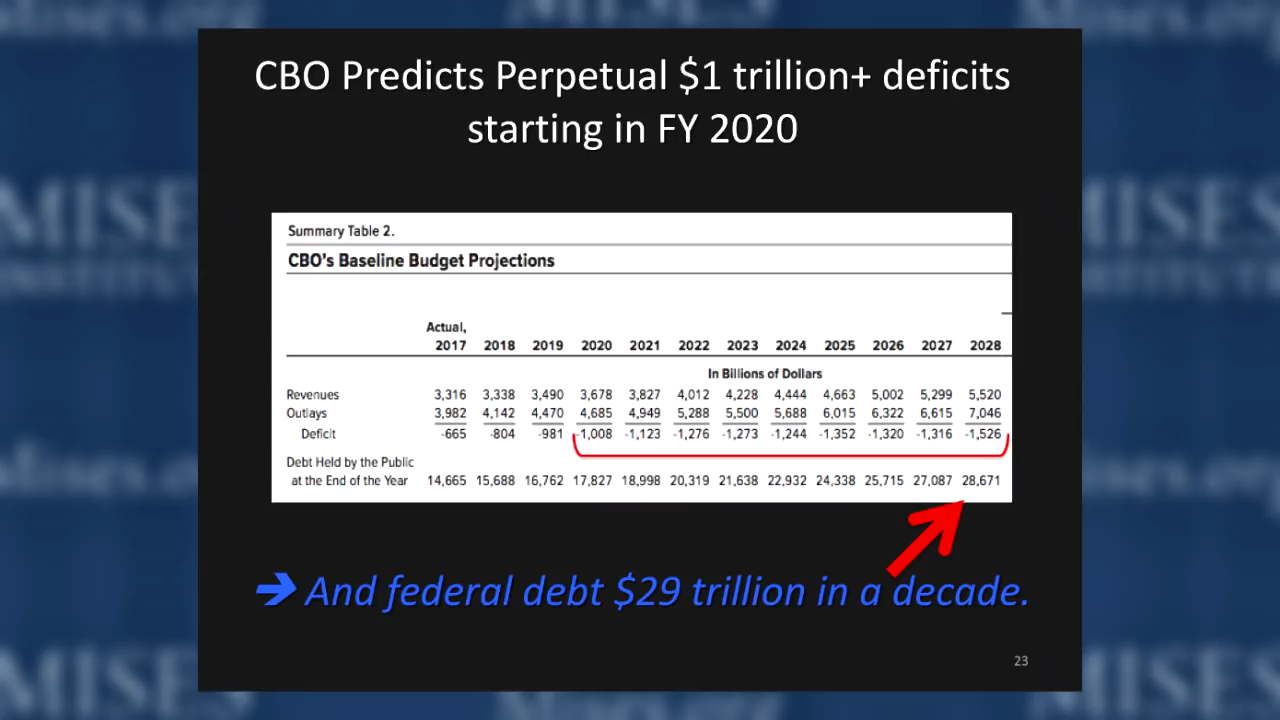 CBO Predicts Perpetual $1 trillion+ deficits
starting in FY 2020
Summary Table 2.
CBO's Baseline Budget Projections
Actual,
2017 2018 2019 2020 2021 2022 2023 2024 2025 2026 2027 2028
In Billions of Dollars
Revenues 3,316 3,338 3,490 3,678 3,827 4,012 4,228 4,444 4,663 5,002 5,299 5,520
Outlays 3,982 4,142 4,470 4,685 4,949 5,288 5,500 5,688 6,015 6,322 6,615 7,046
Deficit -665 -804 -981 -1,008 -1,123 -1,276 -1,273 -1,244 -1,352 -1,320 -1,316 -1,526
Debt Held by the Public
at the End of the Year 14,665 15,688 16,762 17,827 18,998 20,319 21,638 22,932 24,338 25,715 27,087 28,671
➔ And federal debt $29 trillion in a decade.
23